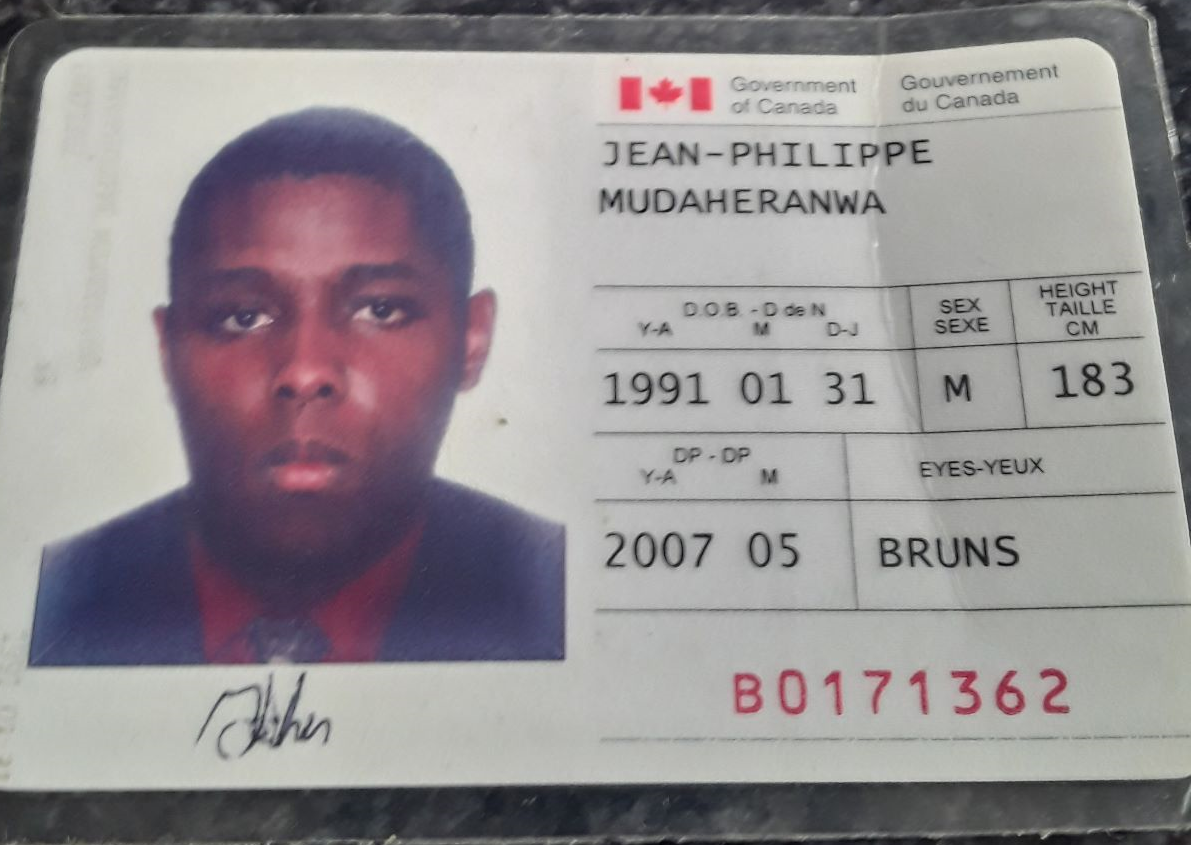 Government of Canada
Gouvernement du Canada
JEAN-PHILIPPE
MUDAHERANWA
D.O.B. - D de N
Y-A M D-J
SEX
SEXE
HEIGHT
TAILLE
CM
1991 01 31
M
183
DP - DP
Y-A M
EYES-YEUX
2007 05
BRUNS
B0171362